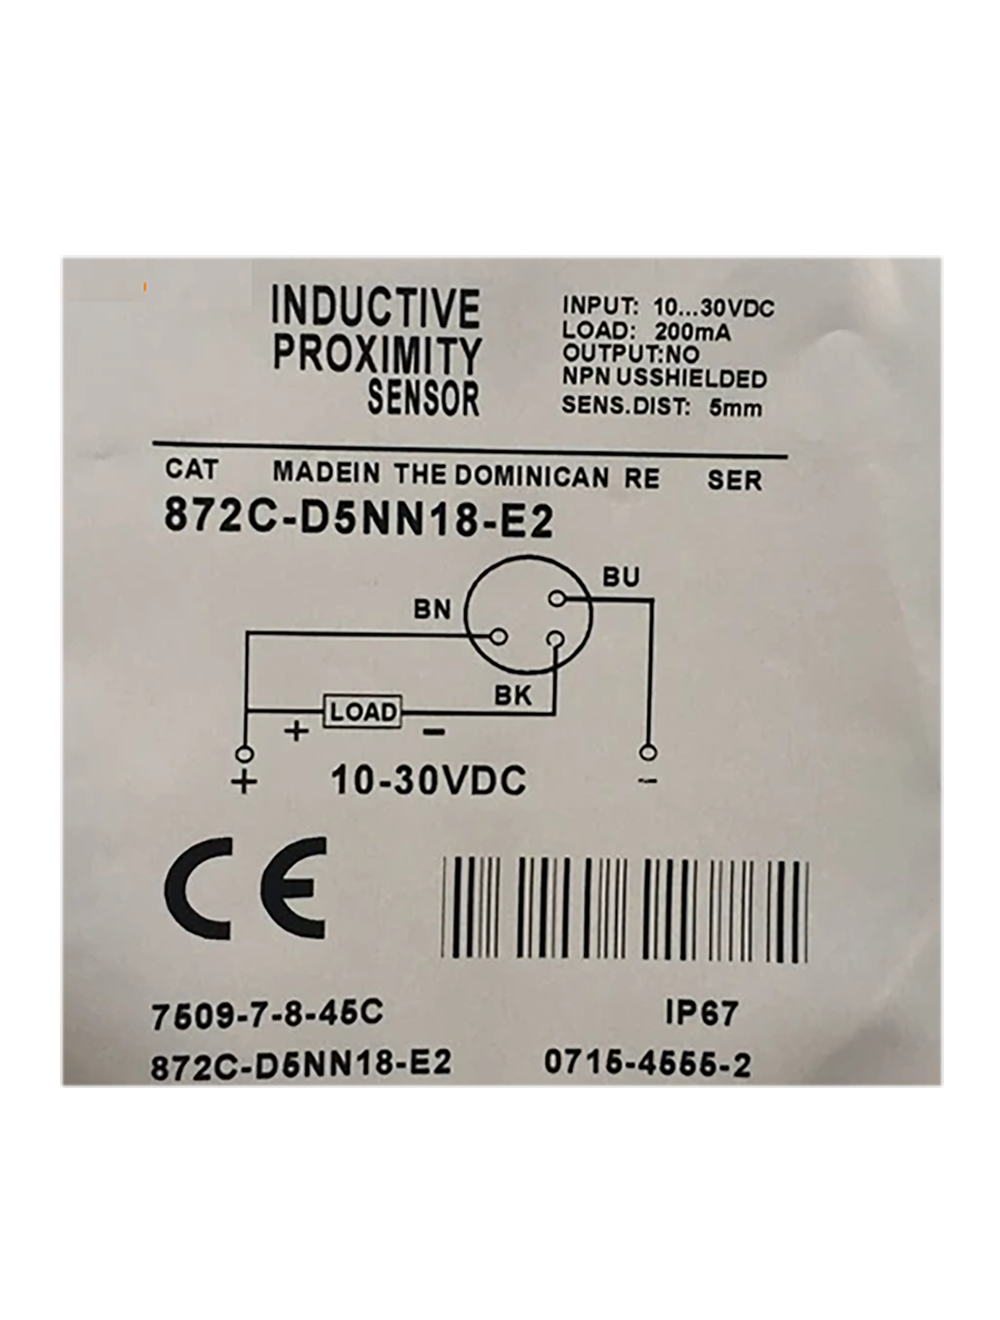 INDUCTIVE
PROXIMITY
SENSOR
INPUT: 10...30VDC
LOAD: 200mA
OUTPUT:NO
NPN USSHIELDED
SENS.DIST: 5mm
CAT MADEIN THE DOMINICAN RE SER
872C-D5NN18-E2
BU
BN
BK
LOAD
+ -
+ 10-30VDC -
CE
7509-7-8-45C IP67
872C-D5NN18-E2 0715-4555-2